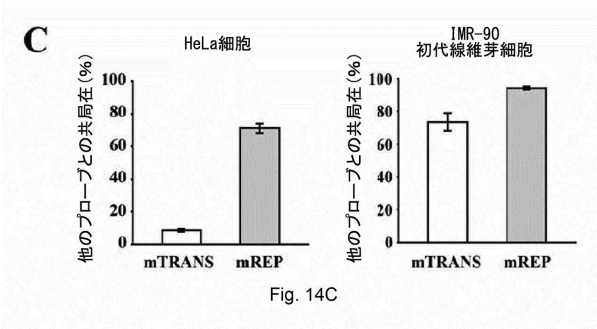 C
HeLa細胞
他のプローブとの共局在(%)
100
80
60
40
20
0
mTRANS mREP
IMR-90
初代線維芽細胞
他のプローブとの共局在(%)
100
80
60
40
20
0
mTRANS mREP
Fig. 14C